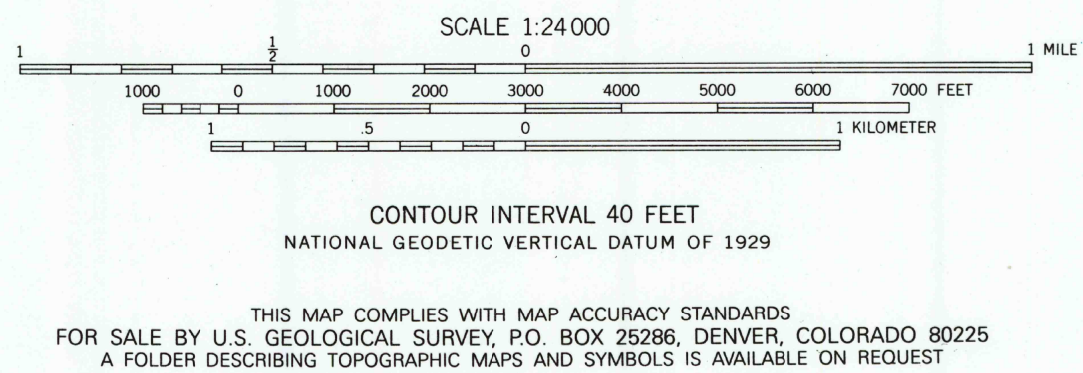 SCALE 1:24 000
1 1/2 0 1 MILE
1000 0 1000 2000 3000 4000 5000 6000 7000 FEET
1 .5 0 1 KILOMETER
CONTOUR INTERVAL 40 FEET
NATIONAL GEODETIC VERTICAL DATUM OF 1929
THIS MAP COMPLIES WITH MAP ACCURACY STANDARDS
FOR SALE BY U.S. GEOLOGICAL SURVEY, P.O. BOX 25286, DENVER, COLORADO 80225
A FOLDER DESCRIBING TOPOGRAPHIC MAPS AND SYMBOLS IS AVAILABLE ON REQUEST